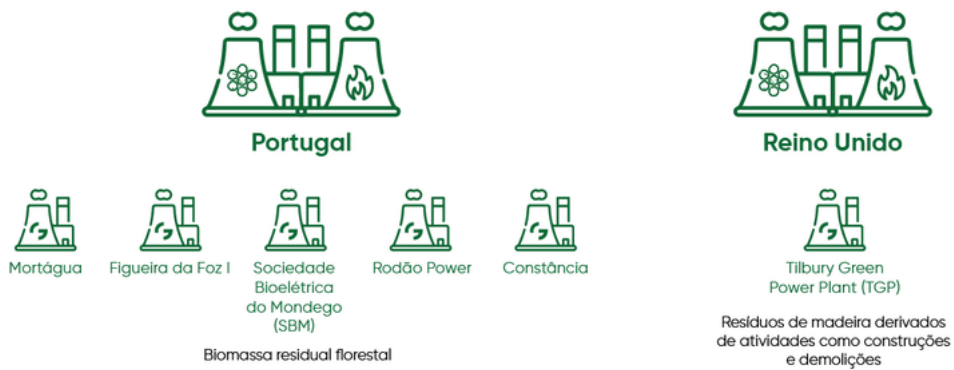 Portugal
Reino Unido
Mortágua
Figueira da Foz I
Sociedade
Bioelétrica
do Mondego
(SBM)
Rodão Power
Constância
Biomassa residual florestal
Tilbury Green
Power Plant (TGP)
Resíduos de madeira derivados
de atividades como construções
e demolições